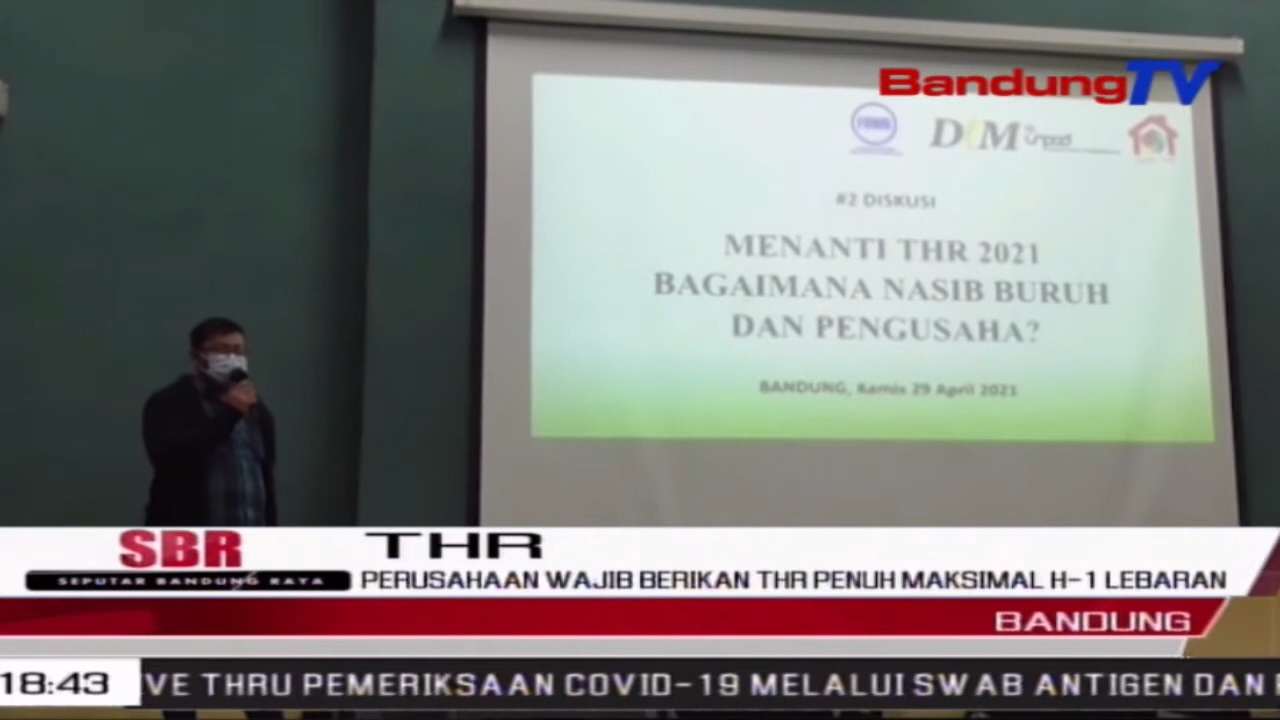 BandungTV
DIM unpad
#2 DISKUSI
MENANTI THR 2021
BAGAIMANA NASIB BURUH
DAN PENGUSAHA?
BANDUNG, Kamis 29 April 2021
SBR
SEPUTAR BANDUNG RAYA
THR
PERUSAHAAN WAJIB BERIKAN THR PENUH MAKSIMAL H-1 LEBARAN
BANDUNG
18:43
VE THRU PEMERIKSAAN COVID-19 MELALUI SWAB ANTIGEN DAN